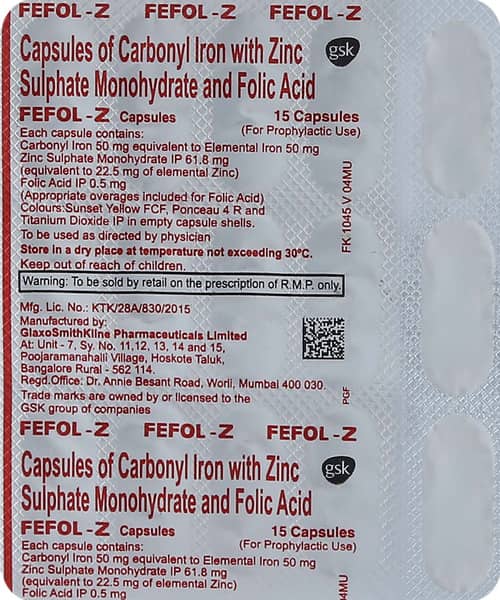 FEFOL-Z FEFOL-Z FEFOL-Z
Capsules of Carbonyl Iron with Zinc
Sulphate Monohydrate and Folic Acid
gsk
FEFOL-Z Capsules 15 Capsules
(For Prophylactic Use)
Each capsule contains:
Carbonyl Iron 50 mg equivalent to Elemental Iron 50 mg
Zinc Sulphate Monohydrate IP 61.8 mg
(equivalent to 22.5 mg of elemental Zinc)
Folic Acid IP 0.5 mg
(Appropriate overages included for Folic Acid)
Colours:Sunset Yellow FCF, Ponceau 4 R and
Titanium Dioxide IP in empty capsule shells.
To be used as directed by physician
Store in a dry place at temperature not exceeding 30°C.
Keep out of reach of children.
Warning: To be sold by retail on the prescription of R.M.P. only.
FK 1045 V 04MU
Mfg. Lic. No.: KTK/28A/830/2015
Manufactured by:
GlaxoSmithKline Pharmaceuticals Limited
At: Unit - 7, Sy. No. 11,12, 13, 14 and 15,
Poojaramanahalli Village, Hoskote Taluk,
Bangalore Rural - 562 114.
Regd.Office: Dr. Annie Besant Road, Worli, Mumbai 400 030.
Trade marks are owned by or licensed to the
GSK group of companies
PGF
FEFOL-Z FEFOL-Z FEFOL-Z
Capsules of Carbonyl Iron with Zinc
Sulphate Monohydrate and Folic Acid
gsk
FEFOL-Z Capsules 15 Capsules
(For Prophylactic Use)
Each capsule contains:
Carbonyl Iron 50 mg equivalent to Elemental Iron 50 mg
Zinc Sulphate Monohydrate IP 61.8 mg
(equivalent to 22.5 mg of elemental Zinc)
Folic Acid IP 0.5 mg
4MU